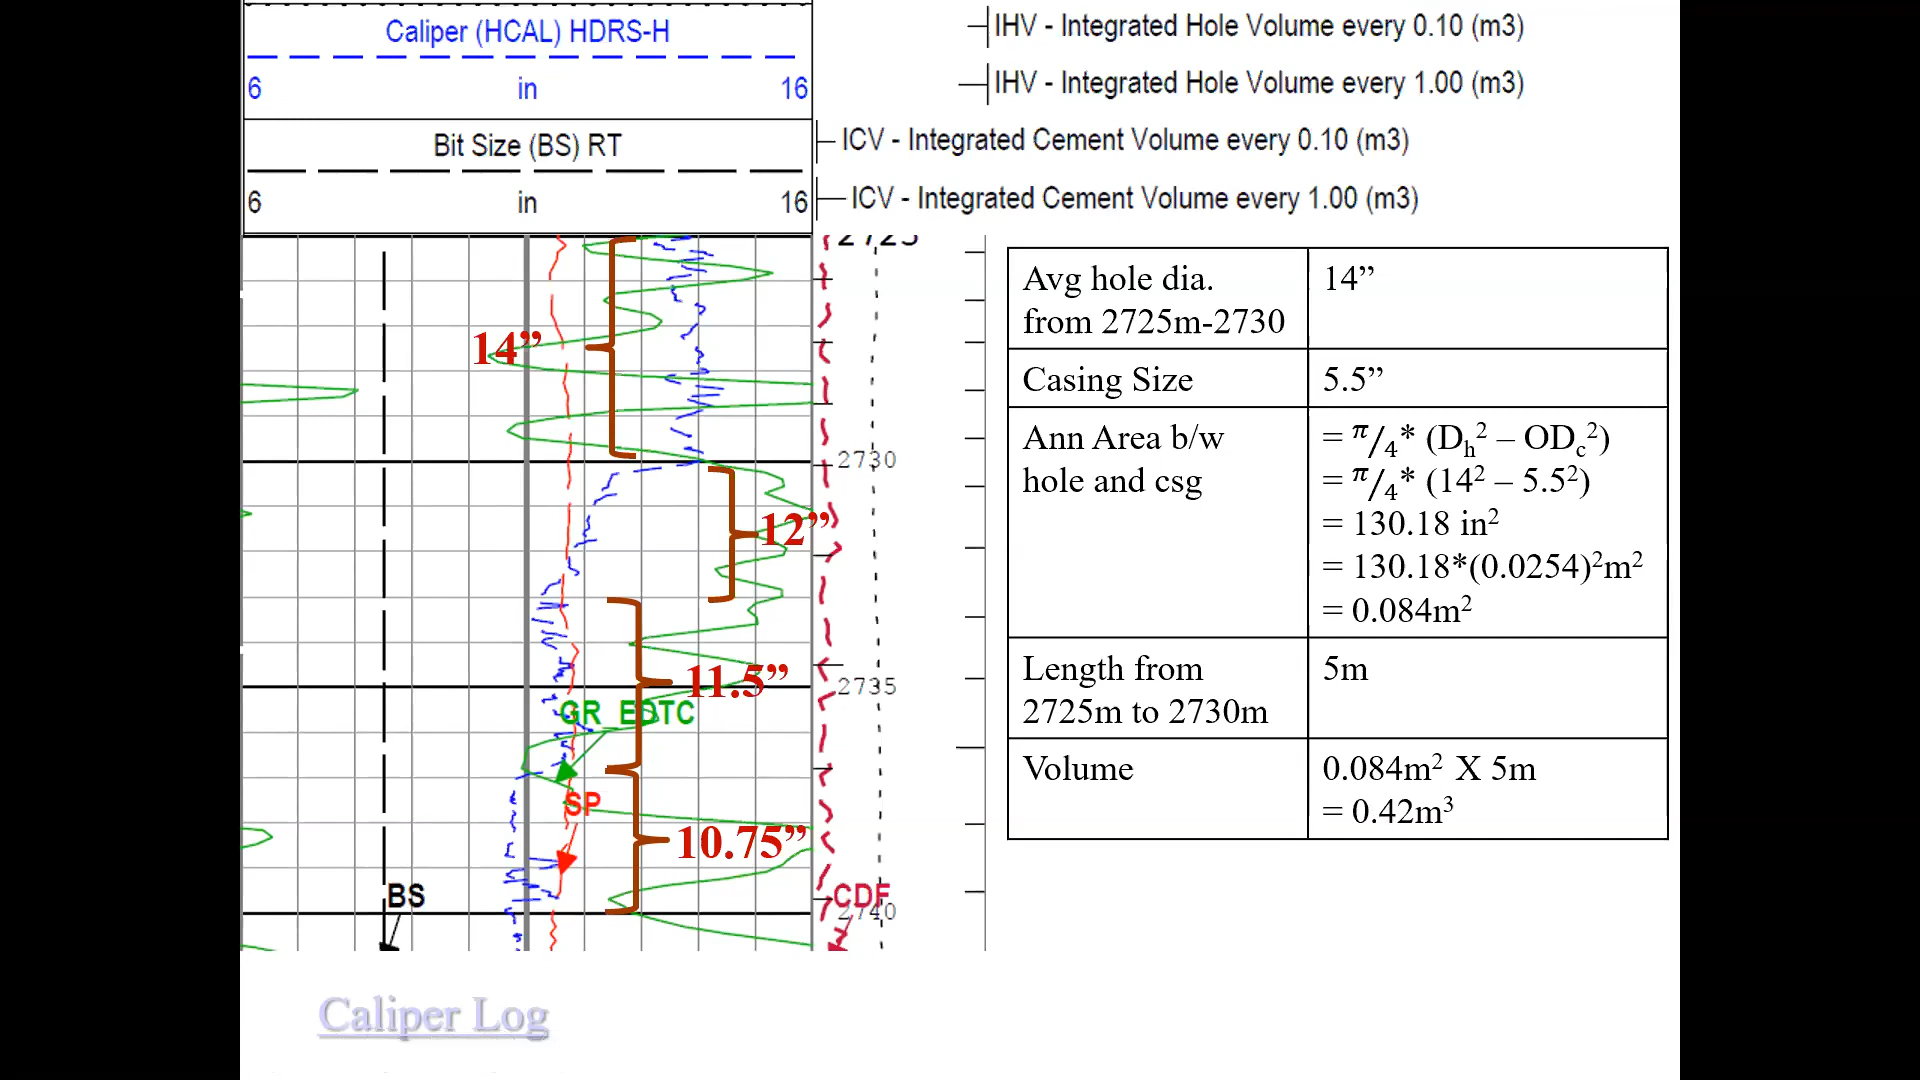 Caliper (HCAL) HDRS-H
6 in 16
Bit Size (BS) RT
6 in 16
IHV - Integrated Hole Volume every 0.10 (m3)
IHV - Integrated Hole Volume every 1.00 (m3)
ICV - Integrated Cement Volume every 0.10 (m3)
ICV - Integrated Cement Volume every 1.00 (m3)
2725
14”
2730
12”
11.5”
2735
GR_EDTC
SP
10.75”
BS
CDF
2740
Avg hole dia. 14”
from 2725m-2730
Casing Size 5.5”
Ann Area b/w = π/4* (Dh² – ODc²)
hole and csg = π/4* (14² – 5.5²)
= 130.18 in²
= 130.18*(0.0254)²m²
= 0.084m²
Length from 5m
2725m to 2730m
Volume 0.084m² X 5m
= 0.42m³
Caliper Log